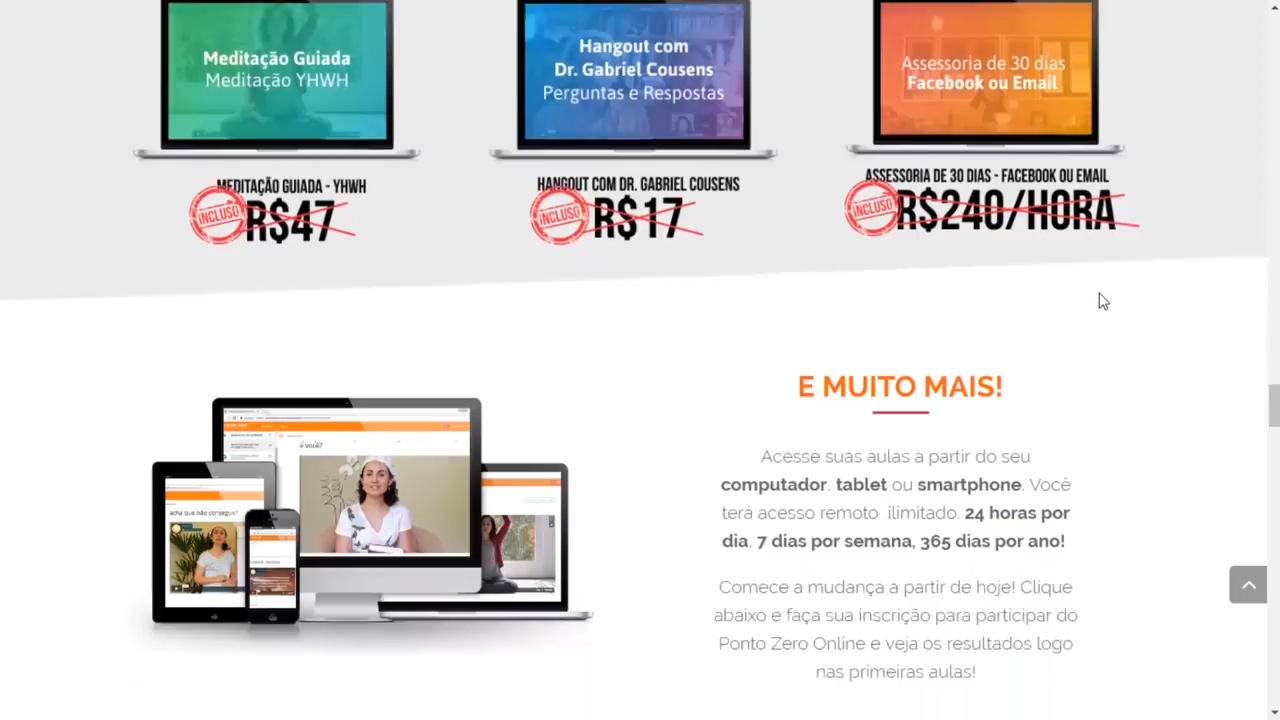 Meditação Guiada
Meditação YHWH
Hangout com
Dr. Gabriel Cousens
Perguntas e Respostas
Assessoria de 30 dias
Facebook ou Email
MEDITAÇÃO GUIADA - YHWH
INCLUSO
R$47
HANGOUT COM DR. GABRIEL COUSENS
INCLUSO
R$17
ASSESSORIA DE 30 DIAS - FACEBOOK OU EMAIL
INCLUSO
R$240/HORA
é você?
acha que não consegue?
E MUITO MAIS!
Acesse suas aulas a partir do seu
computador, tablet ou smartphone. Você
terá acesso remoto ilimitado. 24 horas por
dia, 7 dias por semana, 365 dias por ano!
Comece a mudança a partir de hoje! Clique
abaixo e faça sua inscrição para participar do
Ponto Zero Online e veja os resultados logo
nas primeiras aulas!